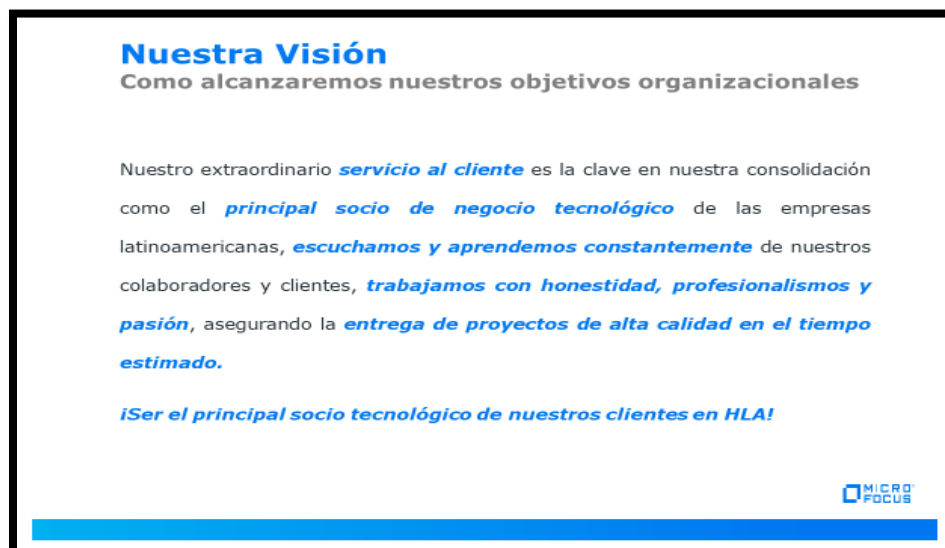 Nuestra Visión
Como alcanzaremos nuestros objetivos organizacionales
Nuestro extraordinario servicio al cliente es la clave en nuestra consolidación
como el principal socio de negocio tecnológico de las empresas
latinoamericanas, escuchamos y aprendemos constantemente de nuestros
colaboradores y clientes, trabajamos con honestidad, profesionalismos y
pasión, asegurando la entrega de proyectos de alta calidad en el tiempo
estimado.
¡Ser el principal socio tecnológico de nuestros clientes en HLA!
MICRO
FOCUS